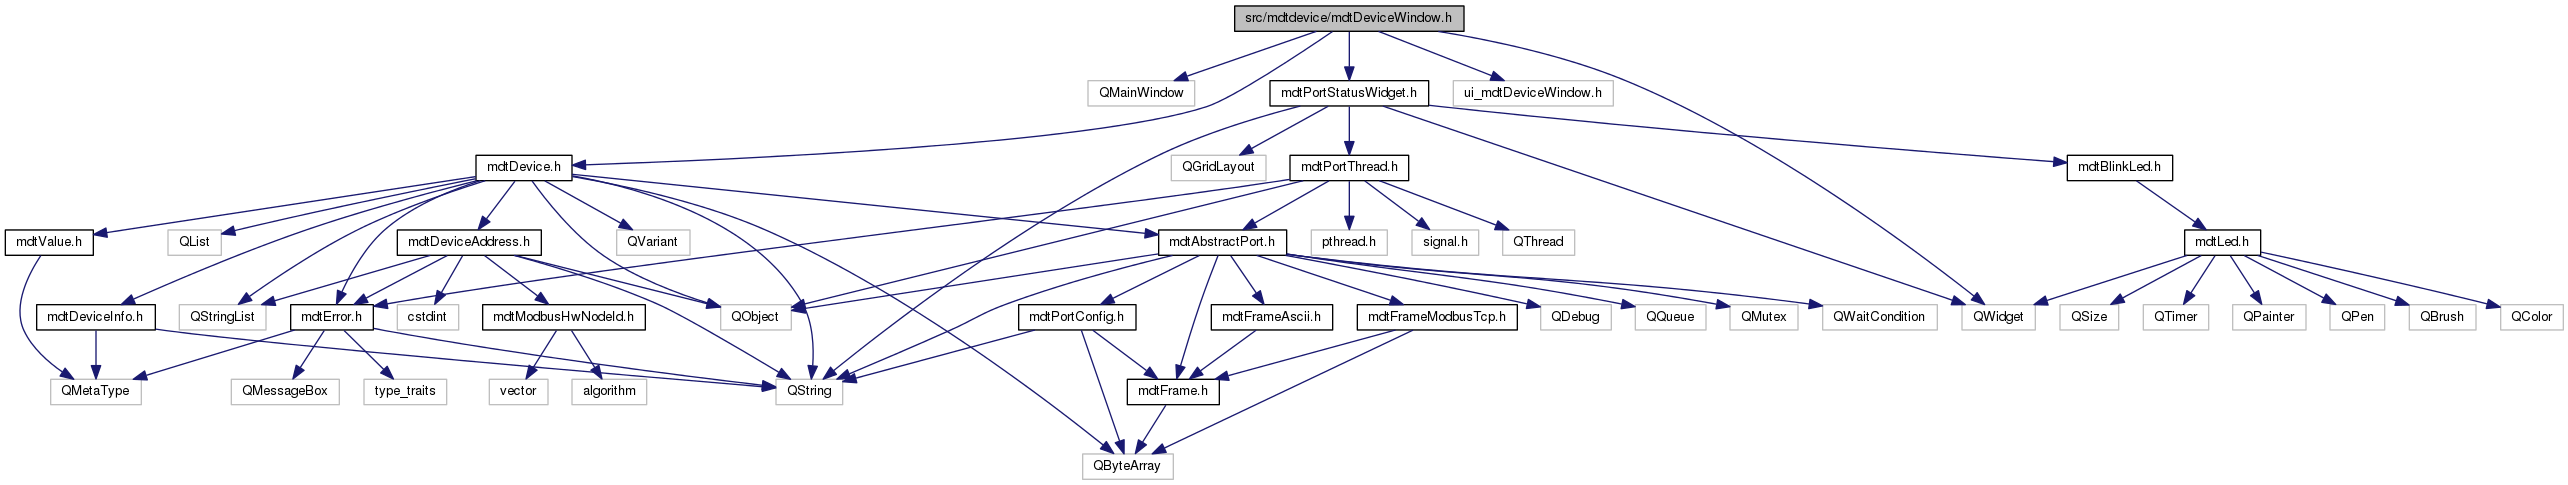 src/mdtdevice/mdtDeviceWindow.h
QMainWindow
mdtPortStatusWidget.h
ui_mdtDeviceWindow.h
mdtDevice.h
QGridLayout
mdtPortThread.h
mdtBlinkLed.h
mdtValue.h
QList
mdtDeviceAddress.h
QVariant
mdtAbstractPort.h
pthread.h
signal.h
QThread
mdtLed.h
mdtDeviceInfo.h
QStringList
mdtError.h
cstdint
mdtModbusHwNodeId.h
QObject
mdtPortConfig.h
mdtFrameAscii.h
mdtFrameModbusTcp.h
QDebug
QQueue
QMutex
QWaitCondition
QWidget
QSize
QTimer
QPainter
QPen
QBrush
QColor
QMetaType
QMessageBox
type_traits
vector
algorithm
QString
mdtFrame.h
QByteArray